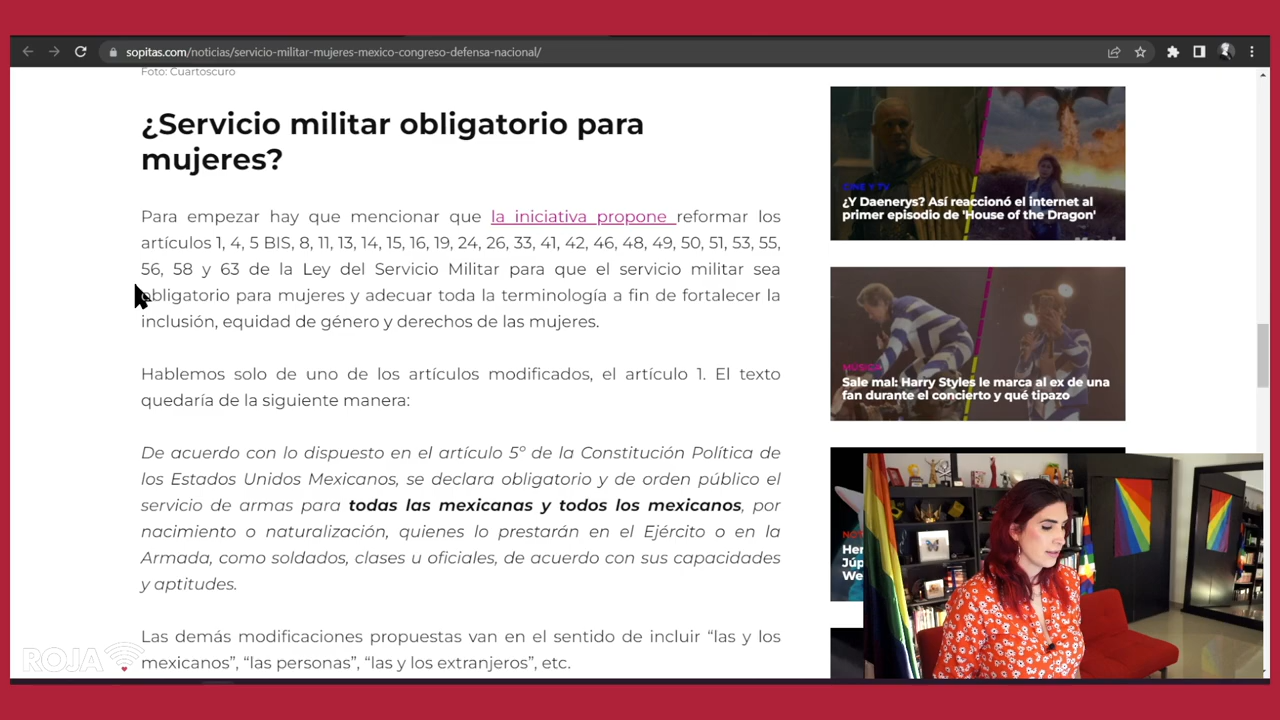 sopitas.com/noticias/servicio-militar-mujeres-mexico-congreso-defensa-nacional/
Foto: Cuartoscuro
¿Servicio militar obligatorio para
mujeres?
Para empezar hay que mencionar que la iniciativa propone reformar los
artículos 1, 4, 5 BIS, 8, 11, 13, 14, 15, 16, 19, 24, 26, 33, 41, 42, 46, 48, 49, 50, 51, 53, 55,
56, 58 y 63 de la Ley del Servicio Militar para que el servicio militar sea
obligatorio para mujeres y adecuar toda la terminología a fin de fortalecer la
inclusión, equidad de género y derechos de las mujeres.
Hablemos solo de uno de los artículos modificados, el artículo 1. El texto
quedaría de la siguiente manera:
De acuerdo con lo dispuesto en el artículo 5º de la Constitución Política de
los Estados Unidos Mexicanos, se declara obligatorio y de orden público el
servicio de armas para todas las mexicanas y todos los mexicanos, por
nacimiento o naturalización, quienes lo prestarán en el Ejército o en la
Armada, como soldados, clases u oficiales, de acuerdo con sus capacidades
y aptitudes.
Las demás modificaciones propuestas van en el sentido de incluir “las y los
mexicanos”, “las personas”, “las y los extranjeros”, etc.
CINE Y TV
¿Y Daenerys? Así reaccionó el internet al
primer episodio de 'House of the Dragon'
MÚSICA
Sale mal: Harry Styles le marca al ex de una
fan durante el concierto y qué tipazo
NOT
Her
Júp
We
ROJA